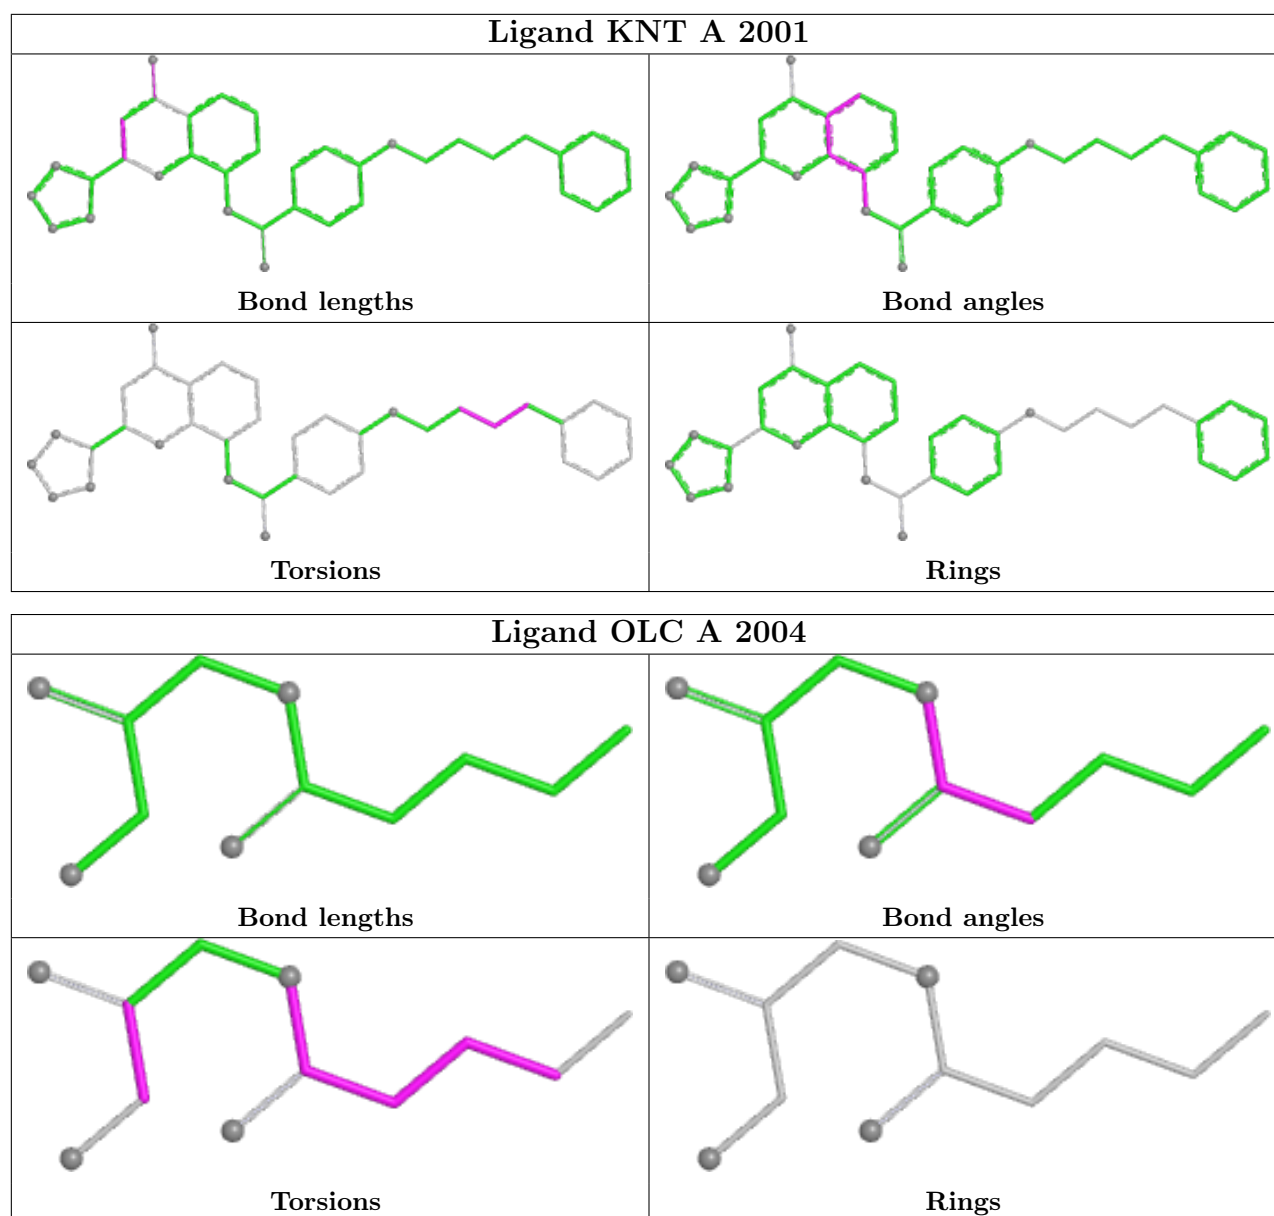 Ligand KNT A 2001
Bond lengths
Bond angles
Torsions
Rings
Ligand OLC A 2004
Bond lengths
Bond angles
Torsions
Rings